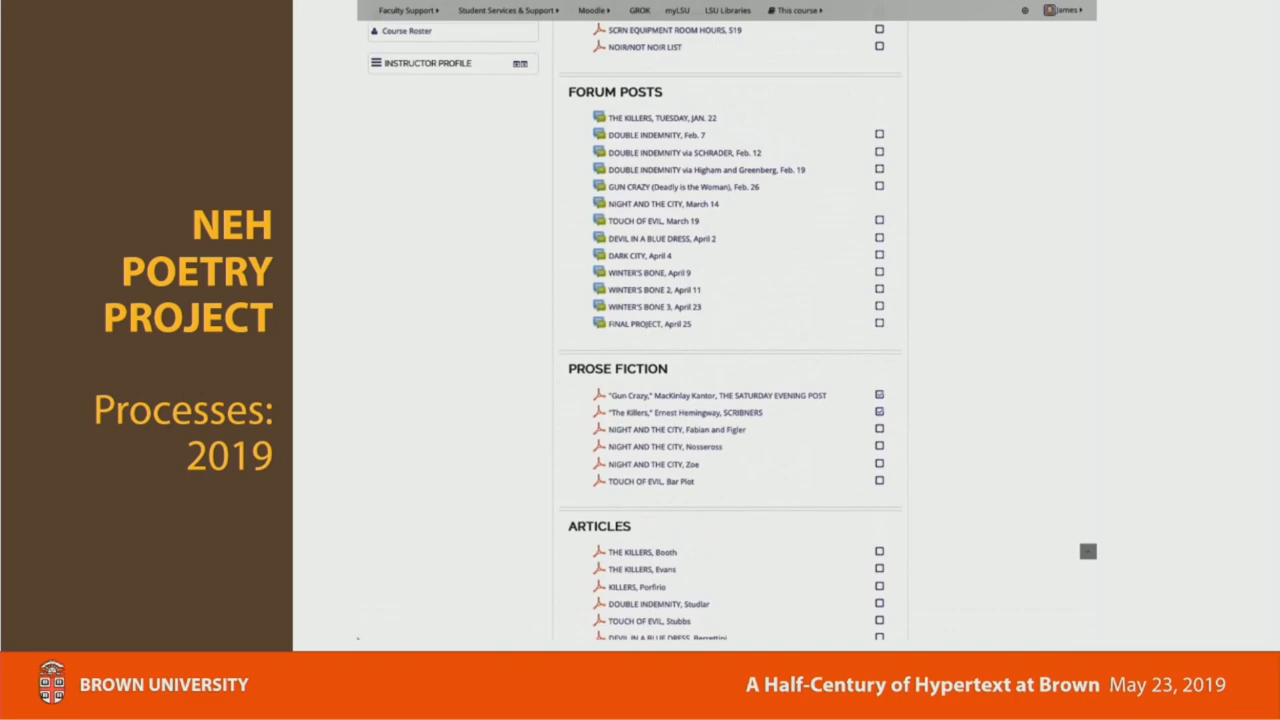 Faculty Support
Student Services & Support
Moodle
GROK
myLSU
LSU Libraries
This course
James
Course Roster
INSTRUCTOR PROFILE
SCRN EQUIPMENT ROOM HOURS, S19
NOIR/NOT NOIR LIST
FORUM POSTS
THE KILLERS, TUESDAY, JAN. 22
DOUBLE INDEMNITY, Feb. 7
DOUBLE INDEMNITY via SCHRADER, Feb. 12
DOUBLE INDEMNITY via Higham and Greenberg, Feb. 19
GUN CRAZY (Deadly is the Woman), Feb. 26
NIGHT AND THE CITY, March 14
TOUCH OF EVIL, March 19
DEVIL IN A BLUE DRESS, April 2
DARK CITY, April 4
WINTER'S BONE, April 9
WINTER'S BONE 2, April 11
WINTER'S BONE 3, April 23
FINAL PROJECT, April 25
PROSE FICTION
"Gun Crazy," MacKinlay Kantor, THE SATURDAY EVENING POST
"The Killers," Ernest Hemingway, SCRIBNERS
NIGHT AND THE CITY, Fabian and Figler
NIGHT AND THE CITY, Nosseross
NIGHT AND THE CITY, Zoe
TOUCH OF EVIL, Bar Plot
ARTICLES
THE KILLERS, Booth
THE KILLERS, Evans
KILLERS, Porfirio
DOUBLE INDEMNITY, Studlar
TOUCH OF EVIL, Stubbs
DEVIL IN A BLUE DRESS, Berrettini
NEH
POETRY
PROJECT
Processes:
2019
BROWN UNIVERSITY
A Half-Century of Hypertext at Brown May 23, 2019